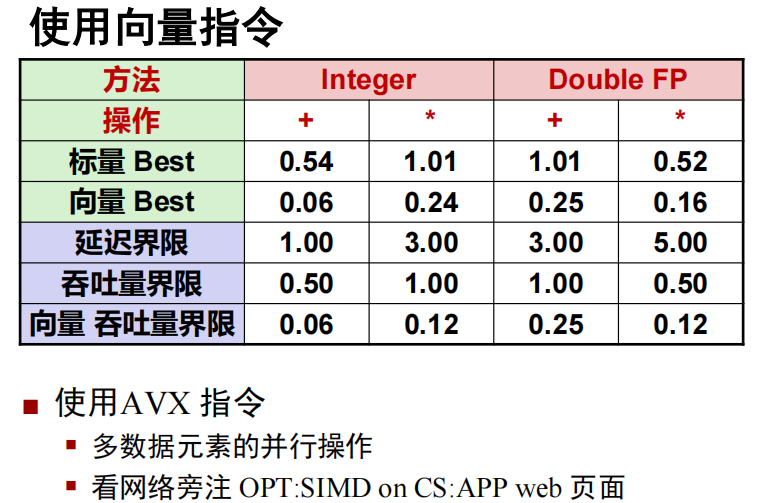 使用向量指令
方法 Integer Double FP
操作 + * + *
标量 Best 0.54 1.01 1.01 0.52
向量 Best 0.06 0.24 0.25 0.16
延迟界限 1.00 3.00 3.00 5.00
吞吐量界限 0.50 1.00 1.00 0.50
向量 吞吐量界限 0.06 0.12 0.25 0.12
使用AVX 指令
多数据元素的并行操作
看网络旁注 OPT:SIMD on CS:APP web 页面